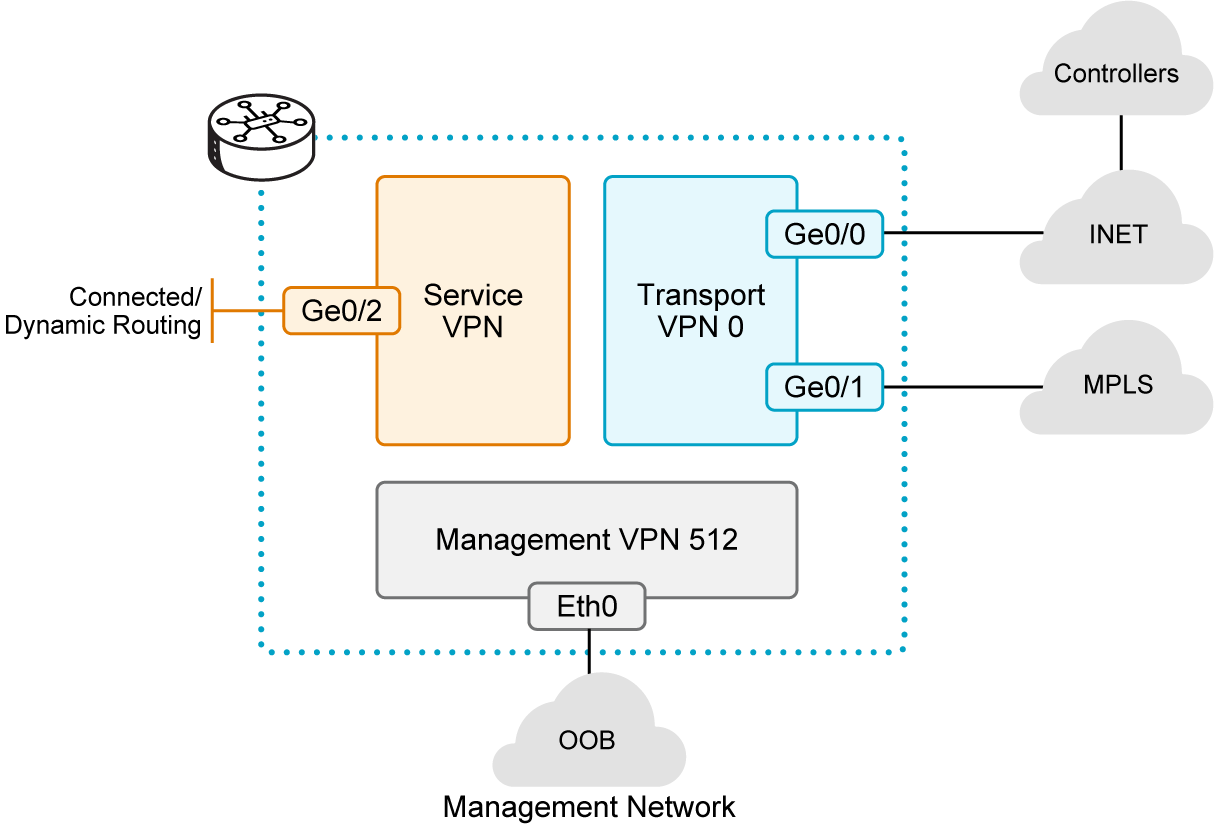 Controllers
INET
Ge0/0
Connected/
Dynamic Routing
Ge0/2
Service
VPN
Transport
VPN 0
Ge0/1
MPLS
Management VPN 512
Eth0
OOB
Management Network